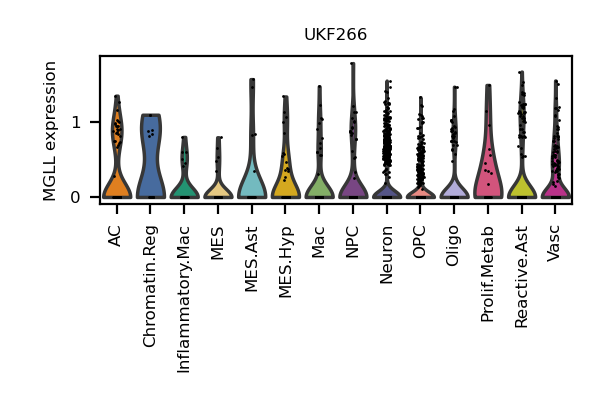 UKF266
MGLL expression
1
0
AC
Chromatin.Reg
Inflammatory.Mac
MES
MES.Ast
MES.Hyp
Mac
NPC
Neuron
OPC
Oligo
Prolif.Metab
Reactive.Ast
Vasc